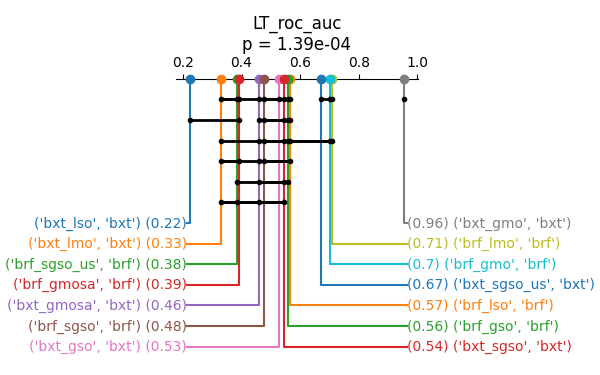 LT_roc_auc
p = 1.39e-04
0.2 0.4 0.6 0.8 1.0
('bxt_lso', 'bxt') (0.22) (0.96) ('bxt_gmo', 'bxt')
('bxt_lmo', 'bxt') (0.33) (0.71) ('brf_lmo', 'brf')
('brf_sgso_us', 'brf') (0.38) (0.7) ('brf_gmo', 'brf')
('brf_gmosa', 'brf') (0.39) (0.67) ('bxt_sgso_us', 'bxt')
('bxt_gmosa', 'bxt') (0.46) (0.57) ('brf_lso', 'brf')
('brf_sgso', 'brf') (0.48) (0.56) ('brf_gso', 'brf')
('bxt_gso', 'bxt') (0.53) (0.54) ('bxt_sgso', 'bxt')